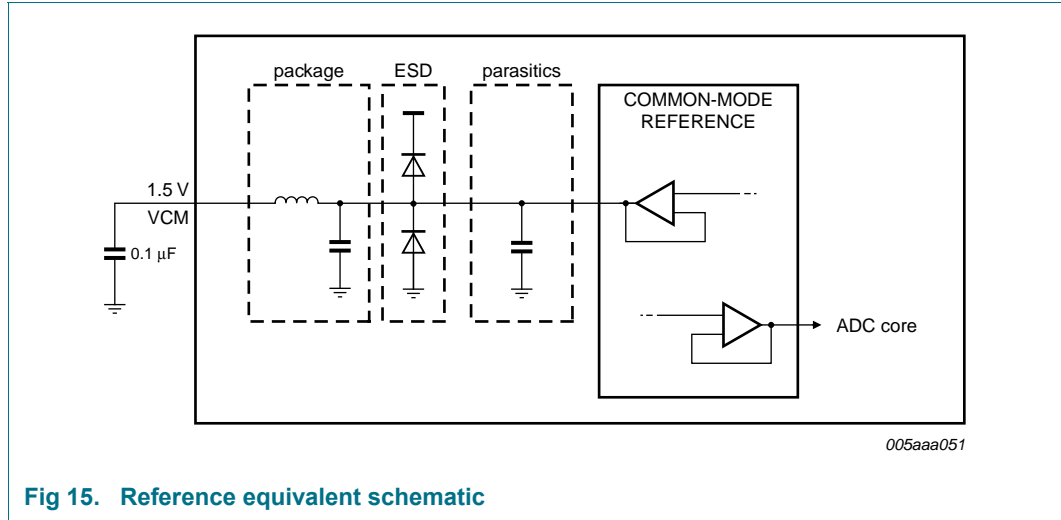 package
ESD
parasitics
COMMON-MODE
REFERENCE
1.5 V
VCM
0.1 μF
ADC core
005aaa051
Fig 15. Reference equivalent schematic